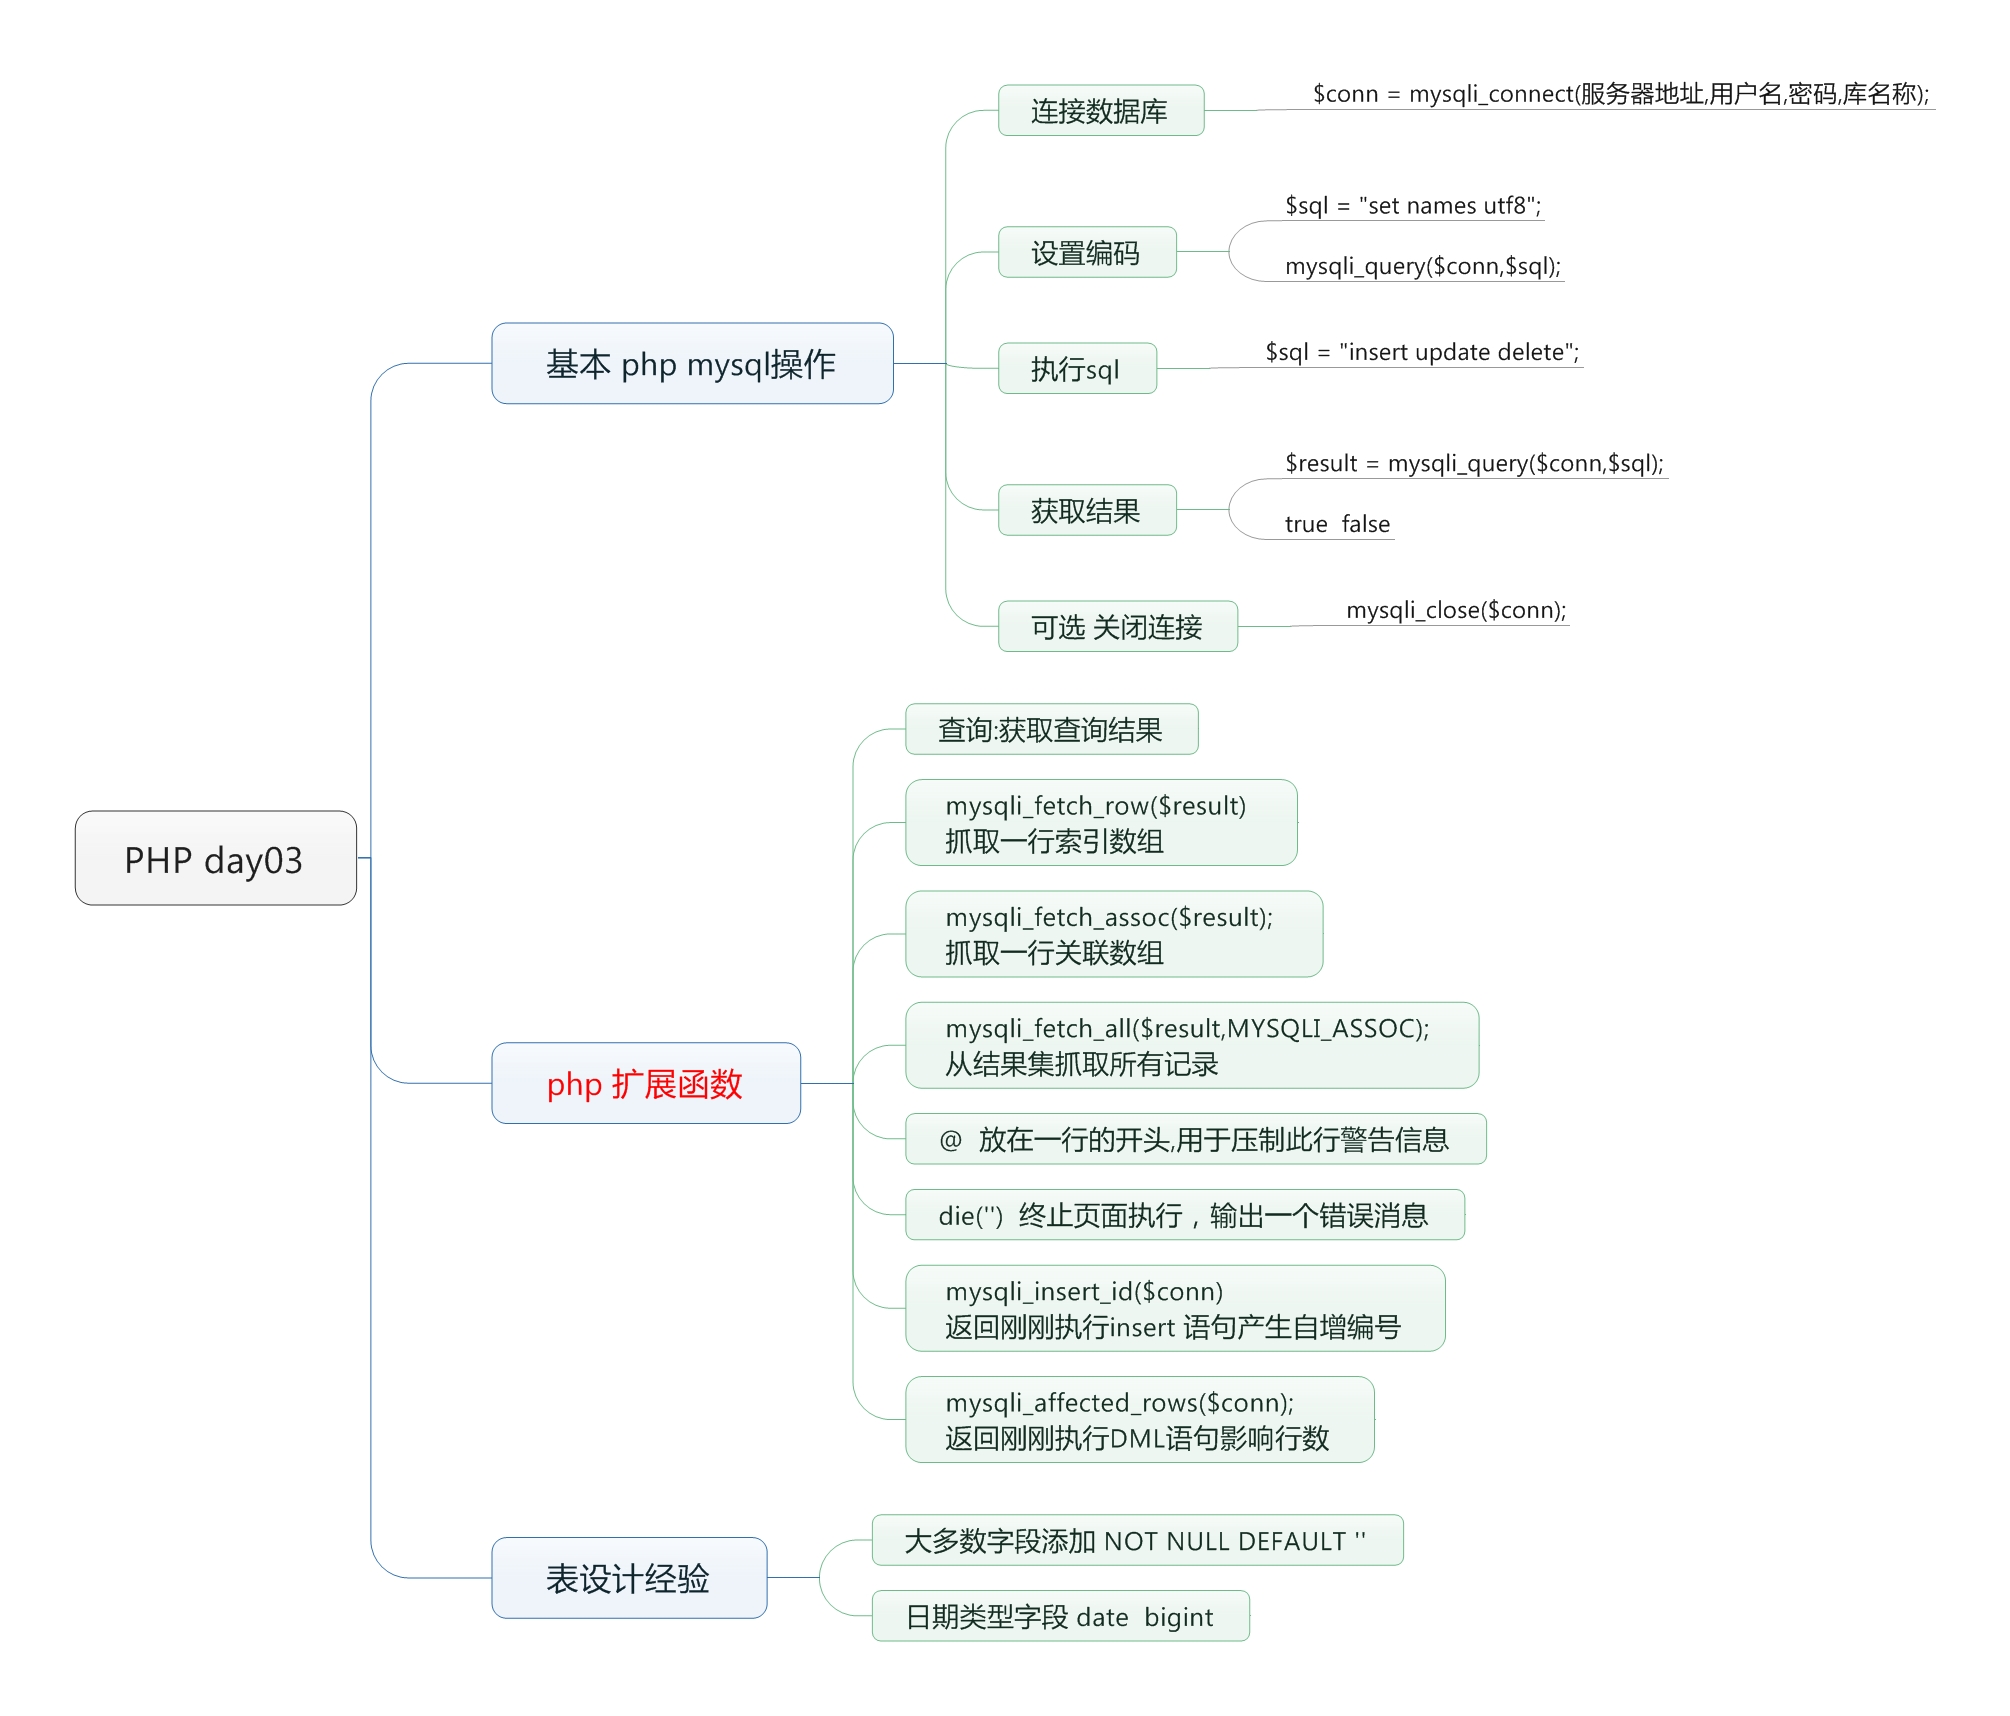 PHP day03
基本 php mysql操作
连接数据库
$conn = mysqli_connect(服务器地址,用户名,密码,库名称);
设置编码
$sql = "set names utf8";
mysqli_query($conn,$sql);
执行sql
$sql = "insert update delete";
获取结果
$result = mysqli_query($conn,$sql);
true  false
可选 关闭连接
mysqli_close($conn);
php 扩展函数
查询:获取查询结果
mysqli_fetch_row($result)
抓取一行索引数组
mysqli_fetch_assoc($result);
抓取一行关联数组
mysqli_fetch_all($result,MYSQLI_ASSOC);
从结果集抓取所有记录
@  放在一行的开头,用于压制此行警告信息
die('')  终止页面执行，输出一个错误消息
mysqli_insert_id($conn)
返回刚刚执行insert 语句产生自增编号
mysqli_affected_rows($conn);
返回刚刚执行DML语句影响行数
表设计经验
大多数字段添加 NOT NULL DEFAULT ''
日期类型字段 date  bigint